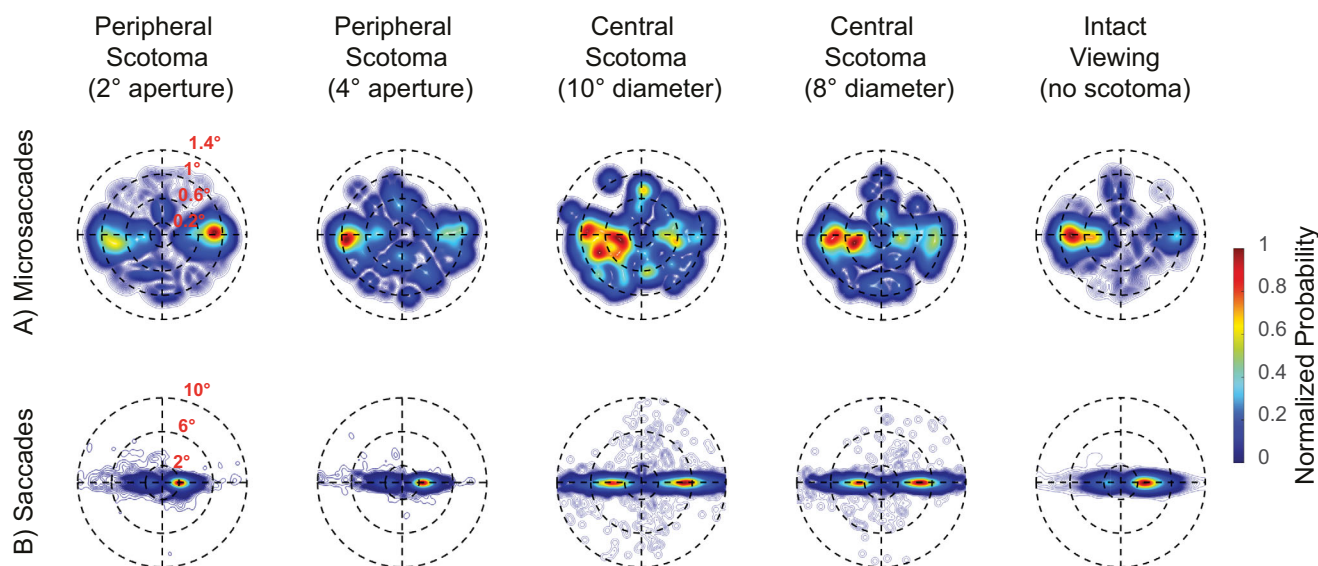 Peripheral
Scotoma
(2° aperture)
Peripheral
Scotoma
(4° aperture)
Central
Scotoma
(10° diameter)
Central
Scotoma
(8° diameter)
Intact
Viewing
(no scotoma)
A) Microsaccades
1.4°
1°
0.6°
0.2°
B) Saccades
10°
6°
2°
1
0.8
0.6
0.4
0.2
0
Normalized Probability